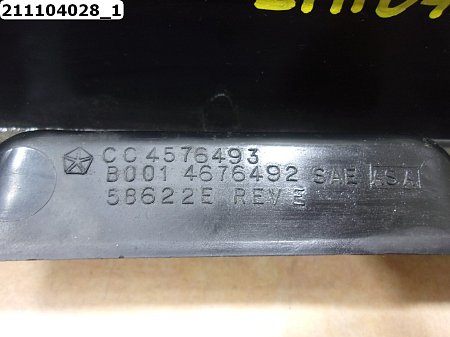 211104028_1
CC4576493
B001 4676492 SAE ASA
58622E REV